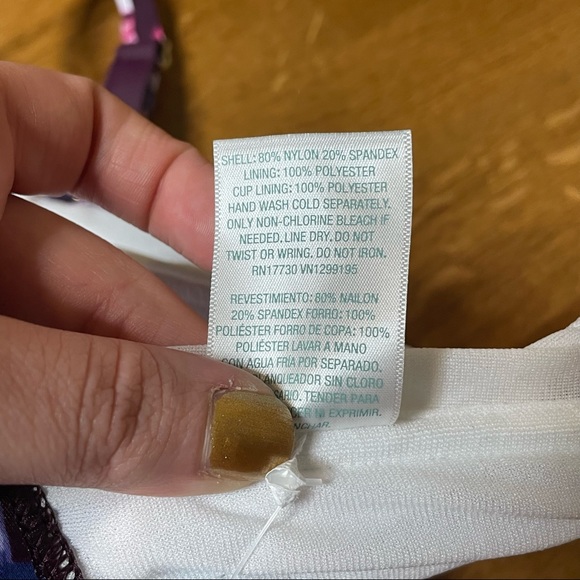 SHELL: 80% NYLON 20% SPANDEX
LINING: 100% POLYESTER
CUP LINING: 100% POLYESTER
HAND WASH COLD SEPARATELY.
ONLY NON-CHLORINE BLEACH IF
NEEDED. LINE DRY. DO NOT
TWIST OR WRING. DO NOT IRON.
RN17730 VN1299195
REVESTIMIENTO: 80% NAILON
20% SPANDEX FORRO: 100%
POLIÉSTER FORRO DE COPA: 100%
POLIÉSTER LAVAR A MANO
CON AGUA FRÍA POR SEPARADO.
BLANQUEADOR SIN CLORO
TENDER PARA
NI EXPRIMIR.